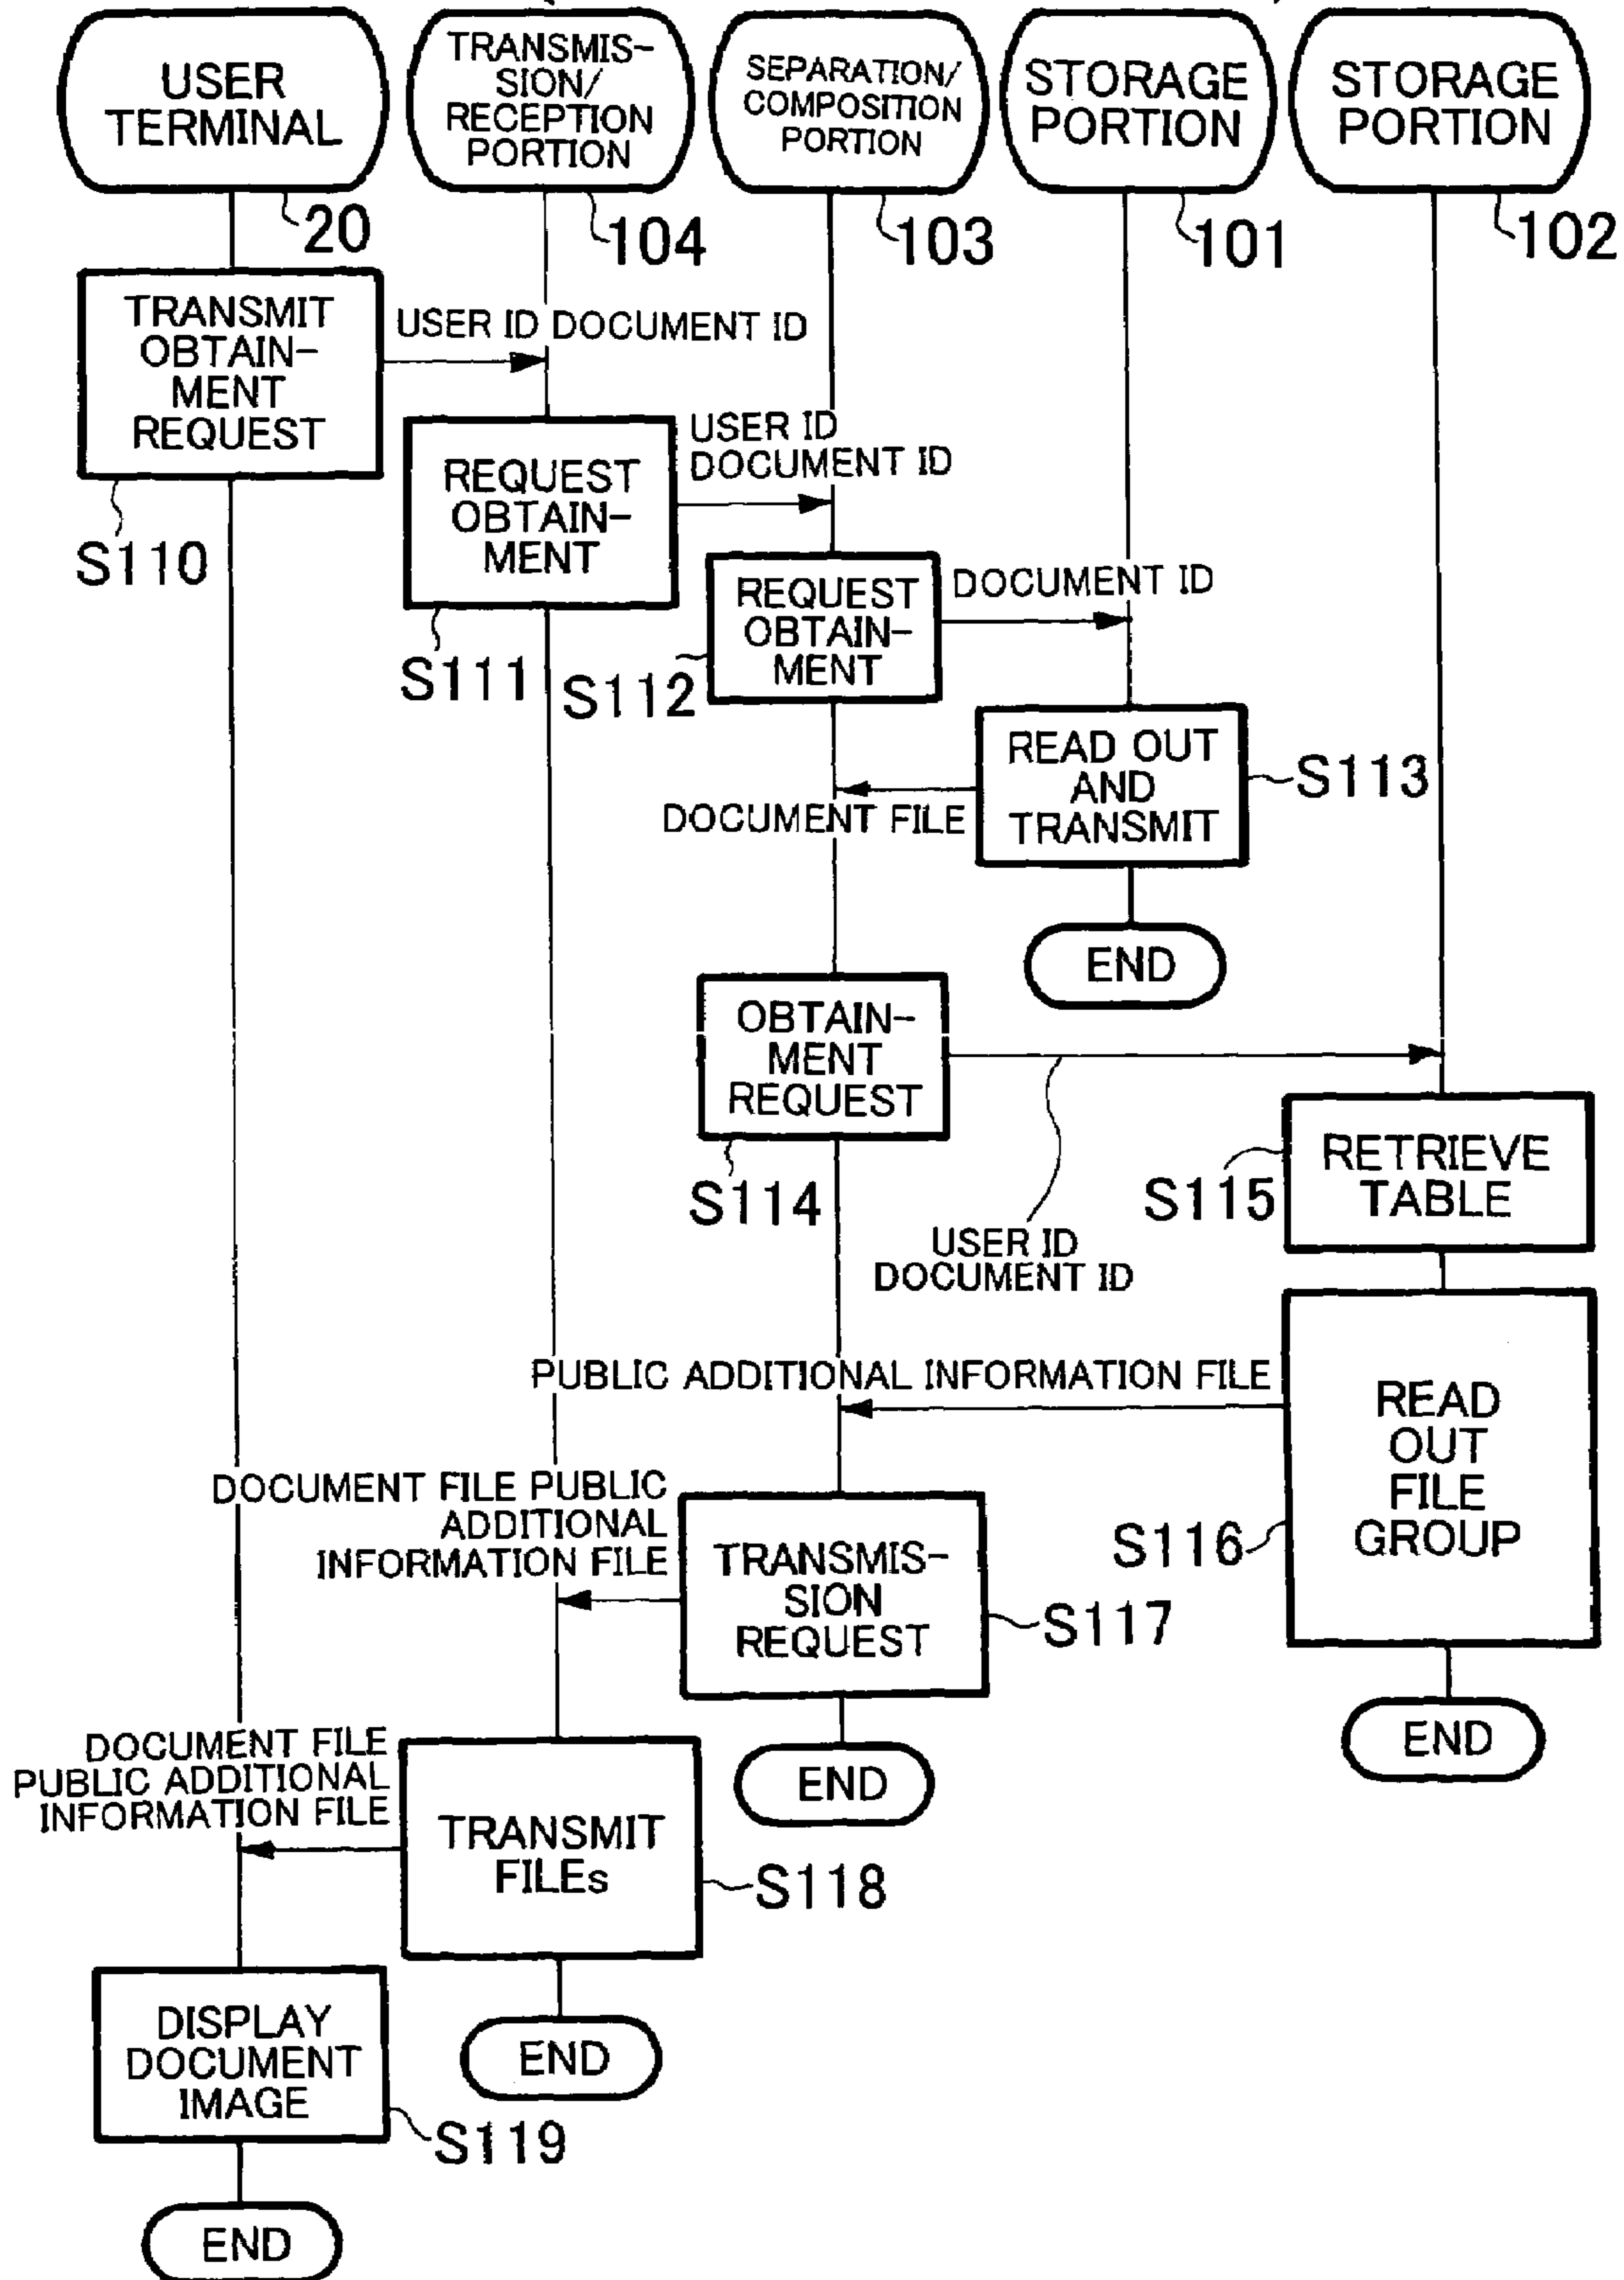 USER
TERMINAL
TRANSMIS-
SION/
RECEPTION
PORTION
SEPARATION/
COMPOSITION
PORTION
STORAGE
PORTION
STORAGE
PORTION
20
104
103
101
102
TRANSMIT
OBTAIN-
MENT
REQUEST
USER ID DOCUMENT ID
S110
REQUEST
OBTAIN-
MENT
USER ID
DOCUMENT ID
S111
REQUEST
OBTAIN-
MENT
DOCUMENT ID
S112
READ OUT
AND
TRANSMIT
S113
DOCUMENT FILE
END
OBTAIN-
MENT
REQUEST
S114
USER ID
DOCUMENT ID
RETRIEVE
TABLE
S115
PUBLIC ADDITIONAL INFORMATION FILE
READ
OUT
FILE
GROUP
S116
END
DOCUMENT FILE PUBLIC
ADDITIONAL
INFORMATION FILE
TRANSMIS-
SION
REQUEST
S117
END
DOCUMENT FILE
PUBLIC ADDITIONAL
INFORMATION FILE
TRANSMIT
FILEs
S118
END
DISPLAY
DOCUMENT
IMAGE
S119
END